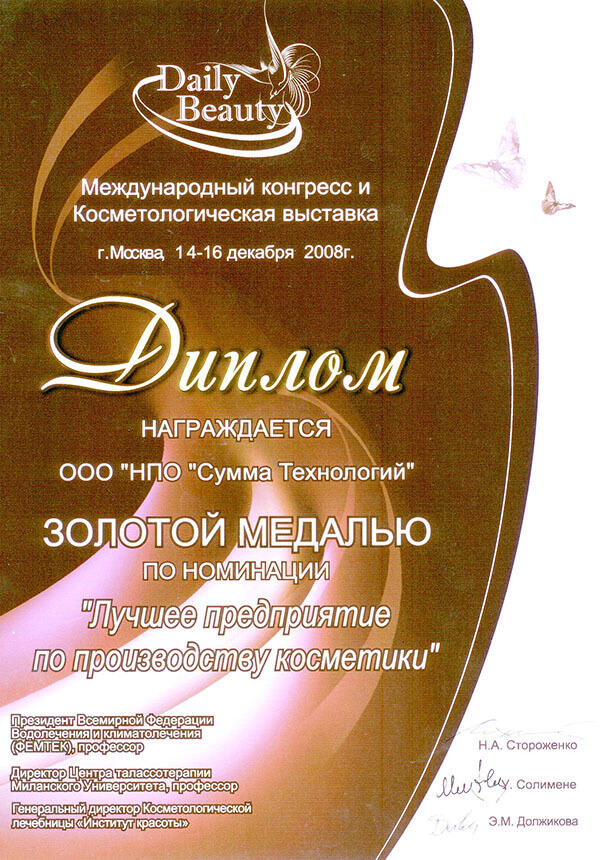 Daily
Beauty
Международный конгресс и
Косметологическая выставка
г.Москва, 14-16 декабря 2008г.
Диплом
НАГРАЖДАЕТСЯ
ООО "НПО "Сумма Технологий"
ЗОЛОТОЙ МЕДАЛЬЮ
ПО НОМИНАЦИИ
"Лучшее предприятие
по производству косметики"
Президент Всемирной Федерации
Водолечения и климатолечения
(ФЕМТЕК), профессор
Н.А. Стороженко
Директор Центра талассотерапии
Миланского Университета, профессор
У. Солимене
Генеральный директор Косметологической
лечебницы «Институт красоты»
Э.М. Должикова